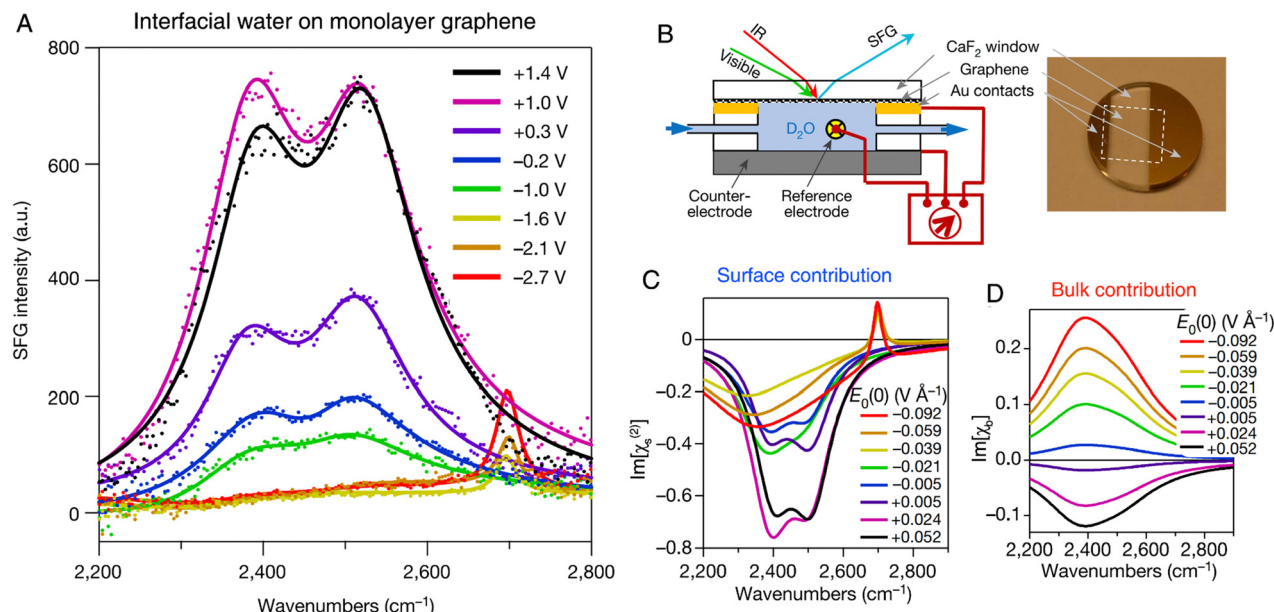 A
Interfacial water on monolayer graphene
SFG intensity (a.u.)
800
600
400
200
0
2,200
2,400
2,600
2,800
Wavenumbers (cm⁻¹)
+1.4 V
+1.0 V
+0.3 V
−0.2 V
−1.0 V
−1.6 V
−2.1 V
−2.7 V
B
IR
Visible
SFG
CaF₂ window
Graphene
Au contacts
D₂O
Counter-
electrode
Reference
electrode
C
Surface contribution
Im[χₛ⁽²⁾]
0
−0.2
−0.4
−0.6
−0.8
2,200
2,400
2,600
2,800
Wavenumbers (cm⁻¹)
E₀(0) (V Å⁻¹)
−0.092
−0.059
−0.039
−0.021
−0.005
+0.005
+0.024
+0.052
D
Bulk contribution
Im[χ_b]
0.2
0.1
0.0
−0.1
2,200
2,400
2,600
2,800
Wavenumbers (cm⁻¹)
E₀(0) (V Å⁻¹)
−0.092
−0.059
−0.039
−0.021
−0.005
+0.005
+0.024
+0.052